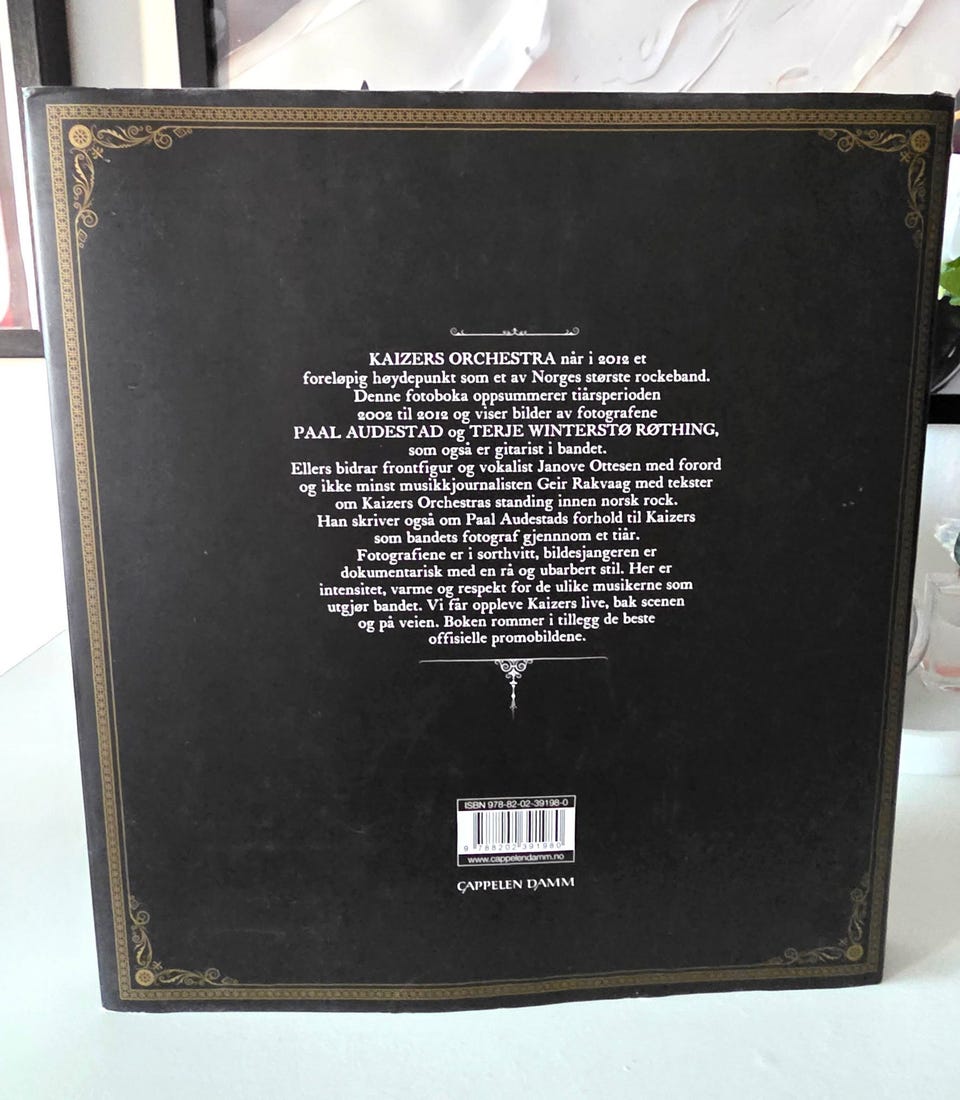 KAIZERS ORCHESTRA når i 2012 et
foreløpig høydepunkt som et av Norges største rockeband.
Denne fotoboka oppsummerer tiårsperioden
2002 til 2012 og viser bilder av fotografene
PAAL AUDESTAD og TERJE WINTERSTØ RØTHING,
som også er gitarist i bandet.
Ellers bidrar frontfigur og vokalist Janove Ottesen med forord
og ikke minst musikkjournalisten Geir Rakvaag med tekster
om Kaizers Orchestras standing innen norsk rock.
Han skriver også om Paal Audestads forhold til Kaizers
som bandets fotograf gjennnom et tiår.
Fotografiene er i sorthvitt, bildesjangeren er
dokumentarisk med en rå og ubarbert stil. Her er
intensitet, varme og respekt for de ulike musikerne som
utgjør bandet. Vi får oppleve Kaizers live, bak scenen
og på veien. Boken rommer i tillegg de beste
offisielle promobildene.
ISBN 978-82-02-39198-0
9 788202 391980
www.cappelendamm.no
CAPPELEN DAMM